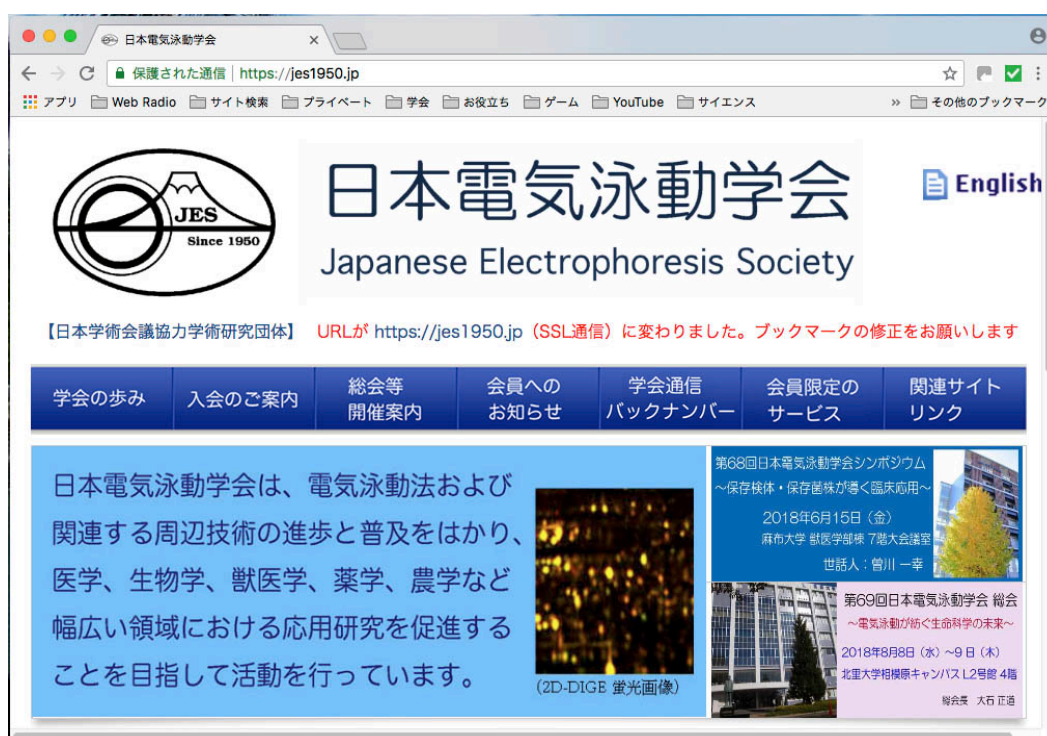 日本電気泳動学会
保護された通信 | https://jes1950.jp
アプリ Web Radio サイト検索 プライベート 学会 お役立ち ゲーム YouTube サイエンス » その他のブックマーク
JES
Since 1950
日本電気泳動学会
Japanese Electrophoresis Society
English
【日本学術会議協力学術研究団体】 URLが https://jes1950.jp（SSL通信）に変わりました。ブックマークの修正をお願いします
学会の歩み
入会のご案内
総会等
開催案内
会員への
お知らせ
学会通信
バックナンバー
会員限定の
サービス
関連サイト
リンク
日本電気泳動学会は、電気泳動法および
関連する周辺技術の進歩と普及をはかり、
医学、生物学、獣医学、薬学、農学など
幅広い領域における応用研究を促進する
ことを目指して活動を行っています。
(2D-DIGE 蛍光画像)
第68回日本電気泳動学会シンポジウム
～保存検体・保存菌株が導く臨床応用～
2018年6月15日（金）
麻布大学 獣医学部棟 7階大会議室
世話人：曽川 一幸
第69回日本電気泳動学会 総会
～電気泳動が紡ぐ生命科学の未来～
2018年8月8日（水）～9日（木）
北里大学相模原キャンパス L2号館 4階
総会長 大石 正道